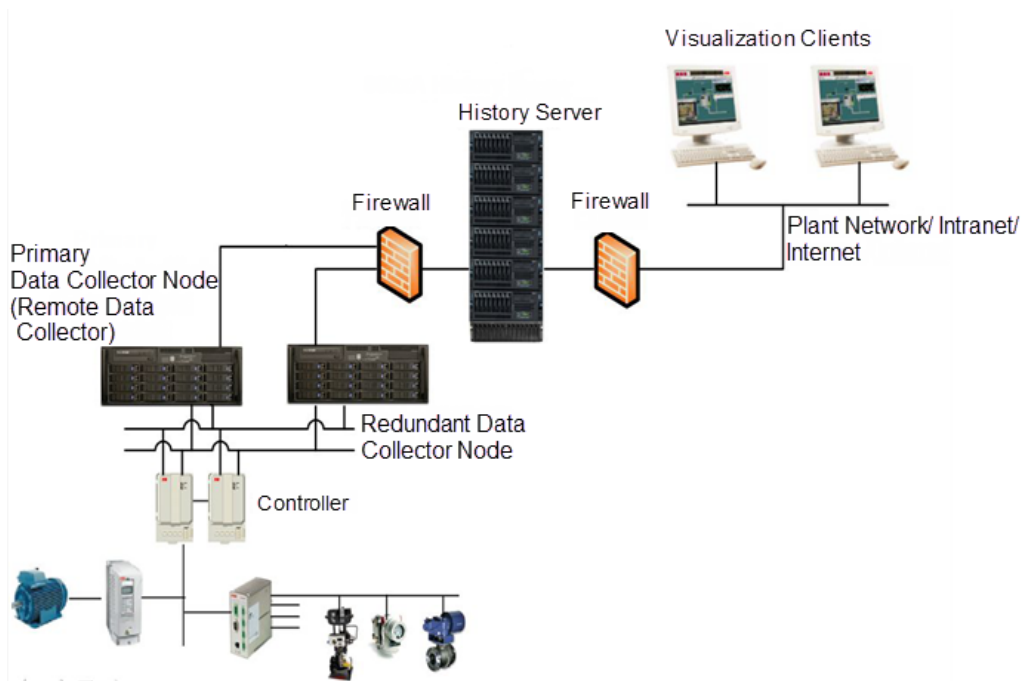 Visualization Clients
History Server
Firewall
Firewall
Plant Network/ Intranet/
Internet
Primary
Data Collector Node
(Remote Data
Collector)
Redundant Data
Collector Node
Controller